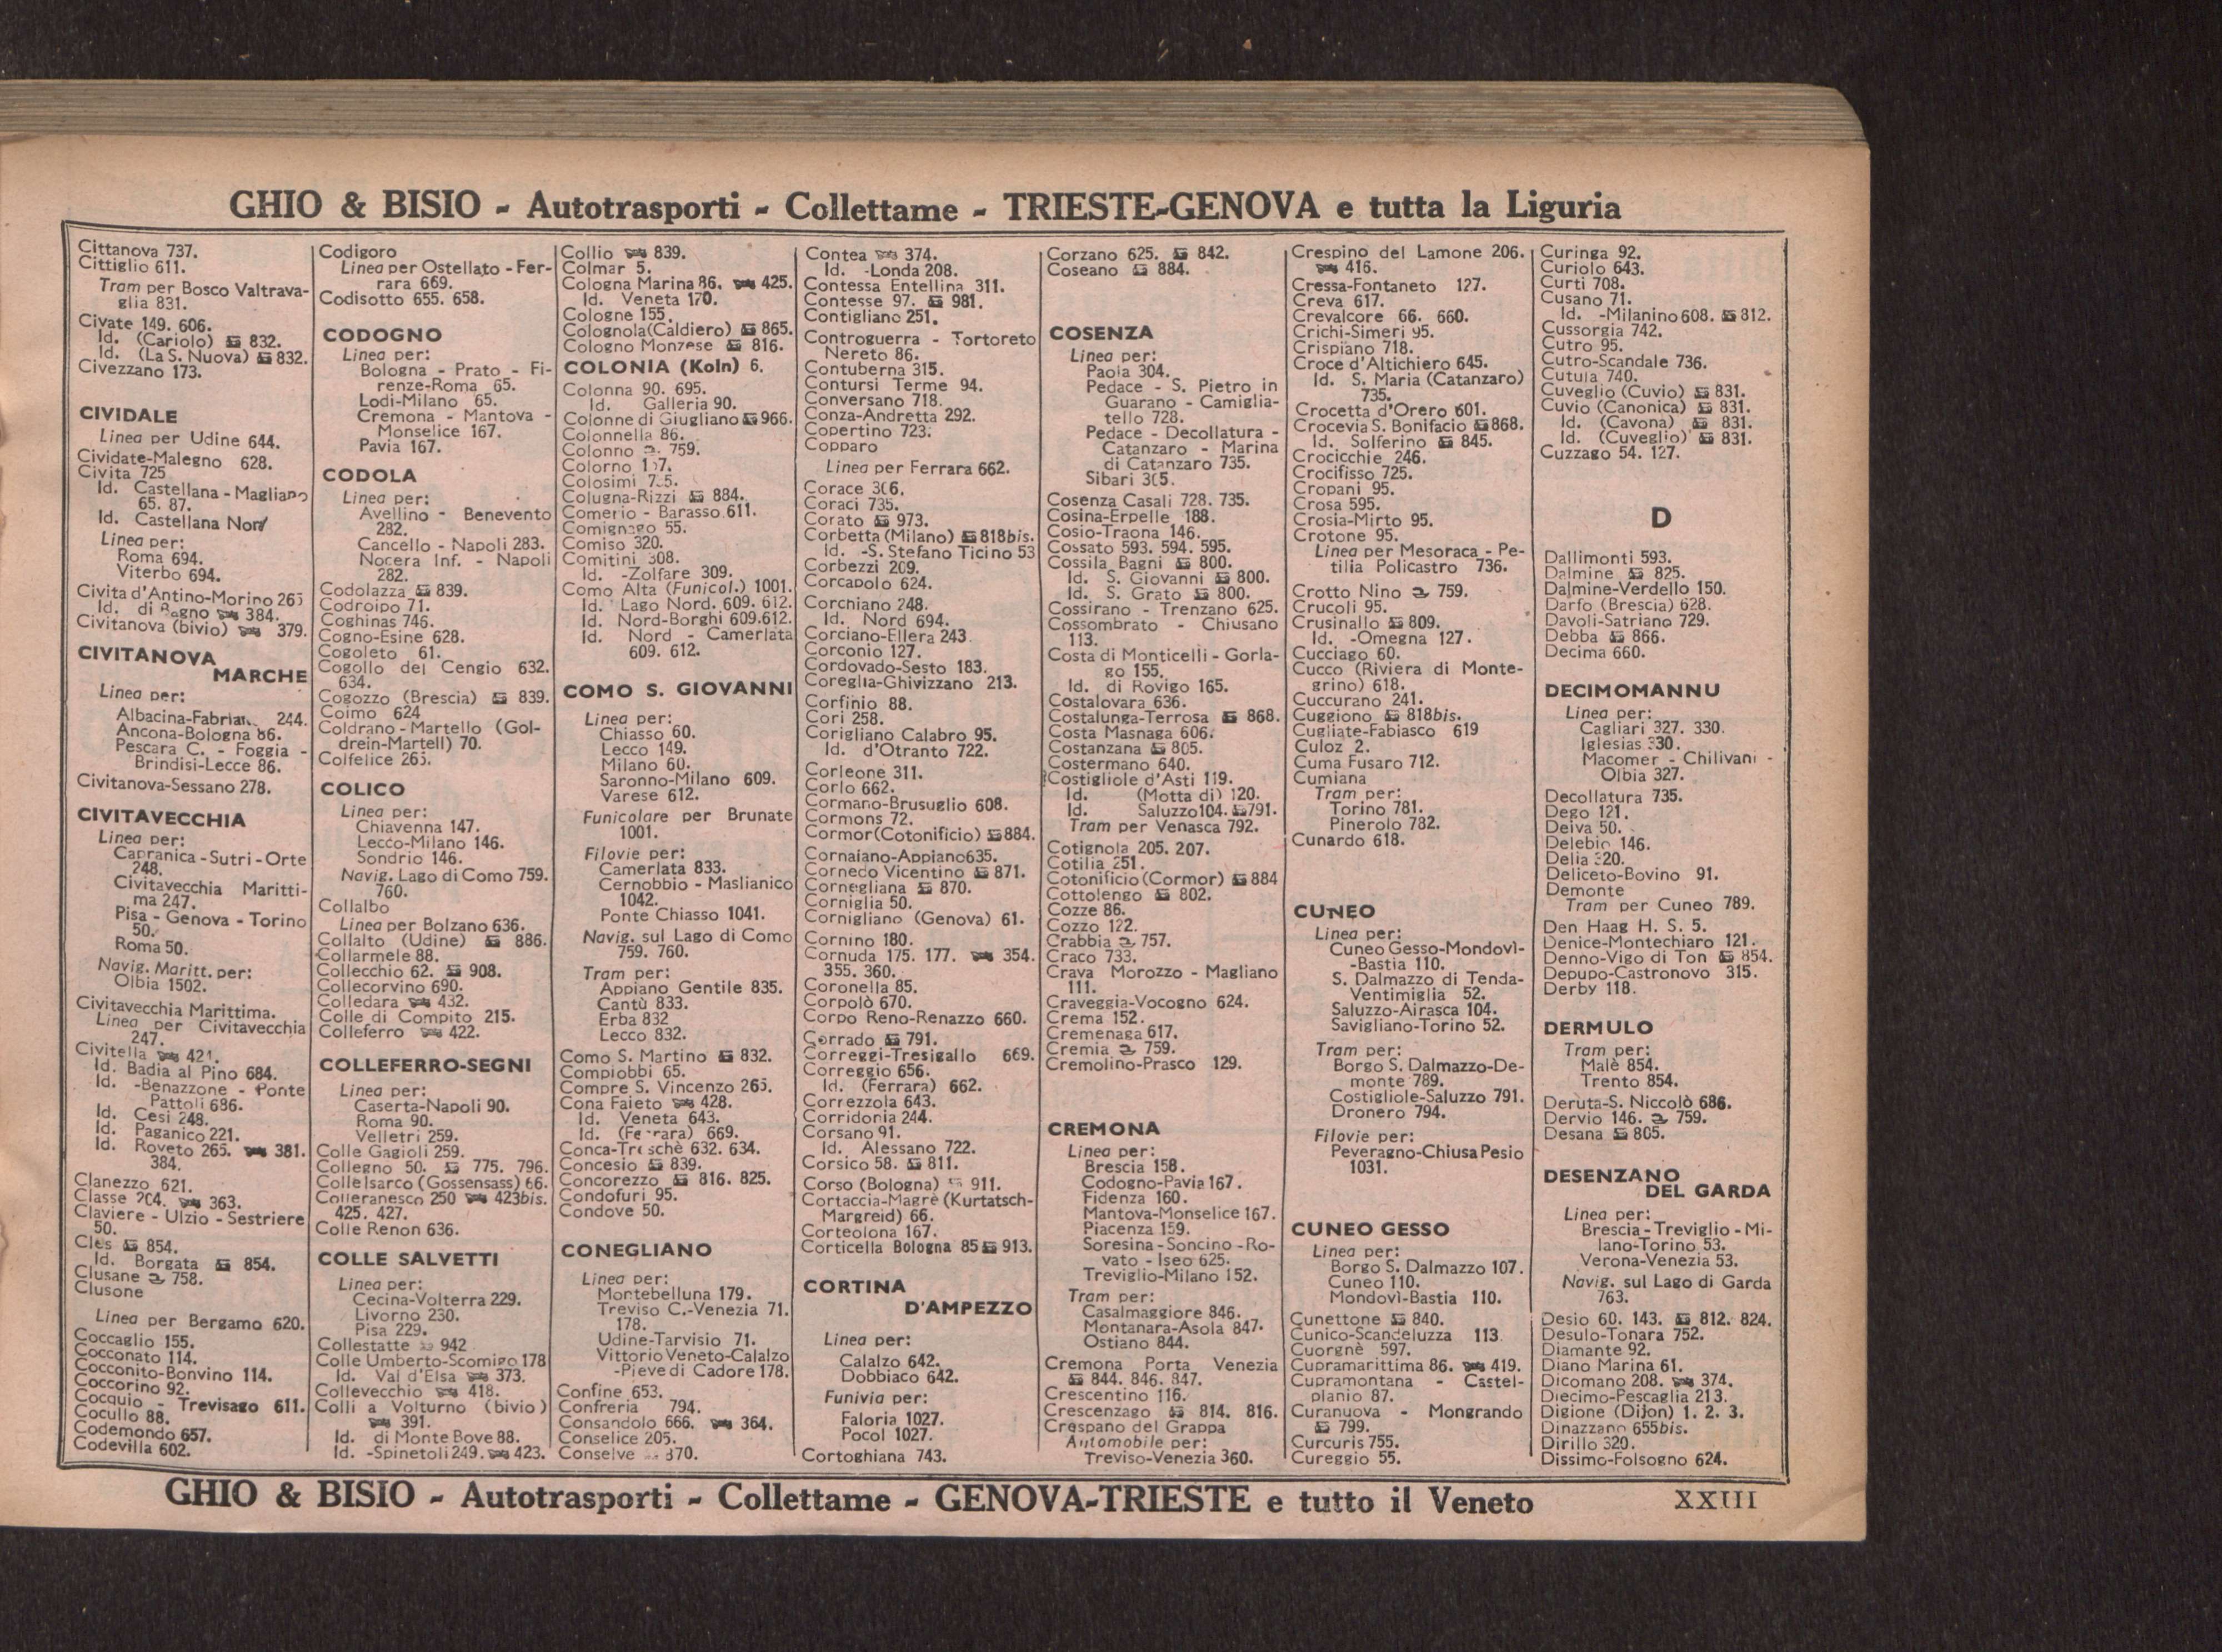 GHIO & BISIO - Autotrasporti - Collettame - TRIESTE-GENOVA e tutta la Liguria
Cittanova 737.
Cittiglio 611.
Tram per Bosco Valtrava-
glia 831.
Civate 149. 606.
Id. (Cariolo) 832.
Id. (La S. Nuova) 832.
Civezzano 173.
CIVIDALE
Linea per Udine 644.
Cividate-Malegno 628.
Civita 725
Id. Castellana - Magliano
65. 87.
Id. Castellana Nord
Linea per:
Roma 694.
Viterbo 694.
Civita d'Antino-Morino 265
Id. di Bagno 384.
Civitanova (bivio) 379.
CIVITANOVA
MARCHE
Linea per:
Albacina-Fabrian. 244.
Ancona-Bologna 86.
Pescara C. - Foggia -
Brindisi-Lecce 86.
Civitanova-Sessano 278.
CIVITAVECCHIA
Linea per:
Capranica - Sutri - Orte
248.
Civitavecchia Maritti-
ma 247.
Pisa - Genova - Torino
50.
Roma 50.
Navig. Maritt. per:
Olbia 1502.
Civitavecchia Marittima.
Linea per Civitavecchia
247.
Civitella 421.
Id. Badia al Pino 684.
Id. -Benazzone - Ponte
Pattoli 686.
Id. Cesi 248.
Id. Paganico 221.
Id. Roveto 265. 381.
384.
Clanezzo 621.
Classe 204. 363.
Claviere - Ulzio - Sestriere
50.
Cles 854.
Id. Borgata 854.
Clusane 758.
Clusone
Linea per Bergamo 620.
Coccaglio 155.
Cocconato 114.
Cocconito-Bonvino 114.
Coccorino 92.
Cocquio - Trevisago 611.
Cocullo 88.
Codemondo 657.
Codevilla 602.
Codigoro
Linea per Ostellato - Fer-
rara 669.
Codisotto 655. 658.
CODOGNO
Linea per:
Bologna - Prato - Fi-
renze-Roma 65.
Lodi-Milano 65.
Cremona - Mantova -
Monselice 167.
Pavia 167.
CODOLA
Linea per:
Avellino - Benevento
282.
Cancello - Napoli 283.
Nocera Inf. - Napoli
282.
Codolazza 839.
Codroipo 71.
Coghinas 746.
Cogno-Esine 628.
Cogoleto 61.
Cogollo del Cengio 632.
634.
Cogozzo (Brescia) 839.
Coimo 624
Coldrano - Martello (Gol-
drein-Martell) 70.
Colfelice 265.
COLICO
Linea per:
Chiavenna 147.
Lecco-Milano 146.
Sondrio 146.
Navig. Lago di Como 759.
760.
Collalbo
Linea per Bolzano 636.
Collalto (Udine) 886.
Collarmele 88.
Collecchio 62. 908.
Collecorvino 690.
Colledara 432.
Colle di Compito 215.
Colleferro 422.
COLLEFERRO-SEGNI
Linea per:
Caserta-Napoli 90.
Roma 90.
Velletri 259.
Colle Gagioli 259.
Collegno 50. 775. 796.
Colle Isarco (Gossensass) 66.
Colleranesco 250 423bis.
425. 427.
Colle Renon 636.
COLLE SALVETTI
Linea per:
Cecina-Volterra 229.
Livorno 230.
Pisa 229.
Collestatte 942
Colle Umberto-Scomigo 178
Id. Val d'Elsa 373.
Collevecchio 418.
Colli a Volturno (bivio)
391.
Id. di Monte Bove 88.
Id. -Spinetoli 249. 423.
Collio 839.
Colmar 5.
Cologna Marina 86. 425.
Id. Veneta 170.
Cologne 155.
Colognola (Caldiero) 865.
Cologno Monzese 816.
COLONIA (Koln) 6.
Colonna 90. 695.
Id. Galleria 90.
Colonne di Giugliano 966.
Colonnella 86.
Colonno 759.
Colorno
Colosimi
Colugna-Rizzi 884.
Comerio - Barasso 611.
Comignago 55.
Comiso 320.
Comitini 308.
Id. -Zolfare 309.
Como Alta (Funicol.) 1001.
Id. Lago Nord. 609. 612.
Id. Nord-Borghi 609.612.
Id. Nord - Camerlata
609. 612.
COMO S. GIOVANNI
Linea per:
Chiasso 60.
Lecco 149.
Milano 60.
Saronno-Milano 609.
Varese 612.
Funicolare per Brunate
1001.
Filovie per:
Camerlata 833.
Cernobbio - Maslianico
1042.
Ponte Chiasso 1041.
Navig. sul Lago di Como
759. 760.
Tram per:
Appiano Gentile 835.
Cantù 833.
Erba 832
Lecco 832.
Como S. Martino 832.
Compiobbi 65.
Compre S. Vincenzo 265.
Cona Faieto 428.
Id. Veneta 643.
Id. (Ferrara) 669.
Conca-Treschè 632. 634.
Concesio 839.
Concorezzo 816. 825.
Condofuri 95.
Condove 50.
CONEGLIANO
Linea per:
Montebelluna 179.
Treviso C.-Venezia 71.
178.
Udine-Tarvisio 71.
Vittorio Veneto-Calalzo
-Pieve di Cadore 178.
Confine 653.
Confreria 794.
Consandolo 666. 364.
Conselice 205.
Conselve 870.
Contea 374.
Id. -Londa 208.
Contessa Entellina 311.
Contesse 97. 981.
Contigliano 251.
Controguerra - Tortoreto
Nereto 86.
Contuberna 315.
Contursi Terme 94.
Conversano 718.
Conza-Andretta 292.
Copertino 723.
Copparo
Linea per Ferrara 662.
Corace 306.
Coraci 735.
Corato 973.
Corbetta (Milano) 818bis.
Id. -S. Stefano Ticino 53
Corbezzi 209.
Corcapolo 624.
Corchiano 248.
Id. Nord 694.
Corciano-Ellera 243
Corconio 127.
Cordovado-Sesto 183.
Coreglia-Ghivizzano 213.
Corfinio 88.
Cori 258.
Corigliano Calabro 95.
Id. d'Otranto 722.
Corleone 311.
Corlo 662.
Cormano-Brusuglio 608.
Cormons 72.
Cormor (Cotonificio) 884.
Cornaiano-Appiano 635.
Cornedo Vicentino 871.
Cornegliana 870.
Corniglia 50.
Cornigliano (Genova) 61.
Cornino 180.
Cornuda 175. 177. 354.
355. 360.
Coronella 85.
Corpolò 670.
Corpo Reno-Renazzo 660.
Corrado 791.
Correggi-Tresigallo 669.
Correggio 656.
Id. (Ferrara) 662.
Correzzola 643.
Corridonia 244.
Corsano 91.
Id. Alessano 722.
Corsico 58. 811.
Corso (Bologna) 911.
Cortaccia-Magrè (Kurtatsch-
Margreid) 66.
Corteolona 167.
Corticella Bologna 85 913.
CORTINA
D'AMPEZZO
Linea per:
Calalzo 642.
Dobbiaco 642.
Funivia per:
Faloria 1027.
Pocol 1027.
Cortoghiana 743.
Corzano 625. 842.
Coseano 884.
COSENZA
Linea per:
Paola 304.
Pedace - S. Pietro in
Guarano - Camiglia-
tello 728.
Pedace - Decollatura -
Catanzaro - Marina
di Catanzaro 735.
Sibari 305.
Cosenza Casali 728. 735.
Cosina-Erpelle 188.
Cosio-Traona 146.
Cossato 593. 594. 595.
Cossila Bagni 800.
Id. S. Giovanni 800.
Id. S. Grato 800.
Cossirano - Trenzano 625.
Cossombrato - Chiusano
113.
Costa di Monticelli - Gorla-
go 155.
Id. di Rovigo 165.
Costalovara 636.
Costalunga-Terrosa 868.
Costa Masnaga 606.
Costanzana 805.
Costermano 640.
Costigliole d'Asti 119.
Id. (Motta di) 120.
Id. Saluzzo 104. 791.
Tram per Venasca 792.
Cotignola 205. 207.
Cotilia 251.
Cotonificio (Cormor) 884
Cottolengo 802.
Cozze 86.
Cozzo 122.
Crabbia 757.
Craco 733.
Crava Morozzo - Magliano
111.
Craveggia-Vocogno 624.
Crema 152.
Cremenaga 617.
Cremia 759.
Cremolino-Prasco 129.
CREMONA
Linea per:
Brescia 158.
Codogno-Pavia 167.
Fidenza 160.
Mantova-Monselice 167.
Piacenza 159.
Soresina - Soncino - Ro-
vato - Iseo 625.
Treviglio-Milano 152.
Tram per:
Casalmaggiore 846.
Montanara-Asola 847.
Ostiano 844.
Cremona Porta Venezia
844. 846. 847.
Crescentino 116.
Crescenzago 814. 816.
Crespano del Grappa
Automobile per:
Treviso-Venezia 360.
Crespino del Lamone 206.
416.
Cressa-Fontaneto 127.
Creva 617.
Crevalcore 66. 660.
Crichi-Simeri 95.
Crispiano 718.
Croce d'Altichiero 645.
Id. S. Maria (Catanzaro)
735.
Crocetta d'Orero 601.
Crocevia S. Bonifacio 868.
Id. Solferino 845.
Crocicchie 246.
Crocifisso 725.
Cropani 95.
Crosa 595.
Crosia-Mirto 95.
Crotone 95.
Linea per Mesoraca - Pe-
tilia Policastro 736.
Crotto Nino 759.
Crucoli 95.
Crusinallo 809.
Id. -Omegna 127.
Cucciago 60.
Cucco (Riviera di Monte-
grino) 618.
Cuccurano 241.
Cuggiono 818bis.
Cugliate-Fabiasco 619
Culoz 2.
Cuma Fusaro 712.
Cumiana
Tram per:
Torino 781.
Pinerolo 782.
Cunardo 618.
CUNEO
Linea per:
Cuneo Gesso-Mondovì-
-Bastia 110.
S. Dalmazzo di Tenda-
Ventimiglia 52.
Saluzzo-Airasca 104.
Savigliano-Torino 52.
Tram per:
Borgo S. Dalmazzo-De-
monte 789.
Costigliole-Saluzzo 791.
Dronero 794.
Filovie per:
Peveragno-Chiusa Pesio
1031.
CUNEO GESSO
Linea per:
Borgo S. Dalmazzo 107.
Cuneo 110.
Mondovì-Bastia 110.
Cunettone 840.
Cunico-Scandeluzza 113
Cuorgnè 597.
Cupramarittima 86. 419.
Cupramontana - Castel-
planio 87.
Curanuova - Mongrando
799.
Curcuris 755.
Cureggio 55.
Curinga 92.
Curiolo 643.
Curti 708.
Cusano 71.
Id. -Milanino 608. 812.
Cussorgia 742.
Cutro 95.
Cutro-Scandale 736.
Cutula 740.
Cuveglio (Cuvio) 831.
Cuvio (Canonica) 831.
Id. (Cavona) 831.
Id. (Cuveglio) 831.
Cuzzago 54. 127.
D
Dallimonti 593.
Dalmine 825.
Dalmine-Verdello 150.
Darfo (Brescia) 628.
Davoli-Satriano 729.
Debba 866.
Decima 660.
DECIMOMANNU
Linea per:
Cagliari 327. 330.
Iglesias 330.
Macomer - Chilivani -
Olbia 327.
Decollatura 735.
Dego 121.
Deiva 50.
Delebio 146.
Delia 320.
Deliceto-Bovino 91.
Demonte
Tram per Cuneo 789.
Den Haag H. S. 5.
Denice-Montechiaro 121.
Denno-Vigo di Ton 854.
Depupo-Castronovo 315.
Derby 118.
DERMULO
Tram per:
Malè 854.
Trento 854.
Deruta-S. Niccolò 686.
Dervio 146. 759.
Desana 805.
DESENZANO
DEL GARDA
Linea per:
Brescia - Treviglio - Mi-
lano-Torino 53.
Verona-Venezia 53.
Navig. sul Lago di Garda
763.
Desio 60. 143. 812. 824.
Desulo-Tonara 752.
Diamante 92.
Diano Marina 61.
Dicomano 208. 374.
Diecimo-Pescaglia 213.
Digione (Dijon) 1. 2. 3.
Dinazzano 655bis.
Dirillo 320.
Dissimo-Folsogno 624.
GHIO & BISIO - Autotrasporti - Collettame - GENOVA-TRIESTE e tutto il Veneto
XXIII